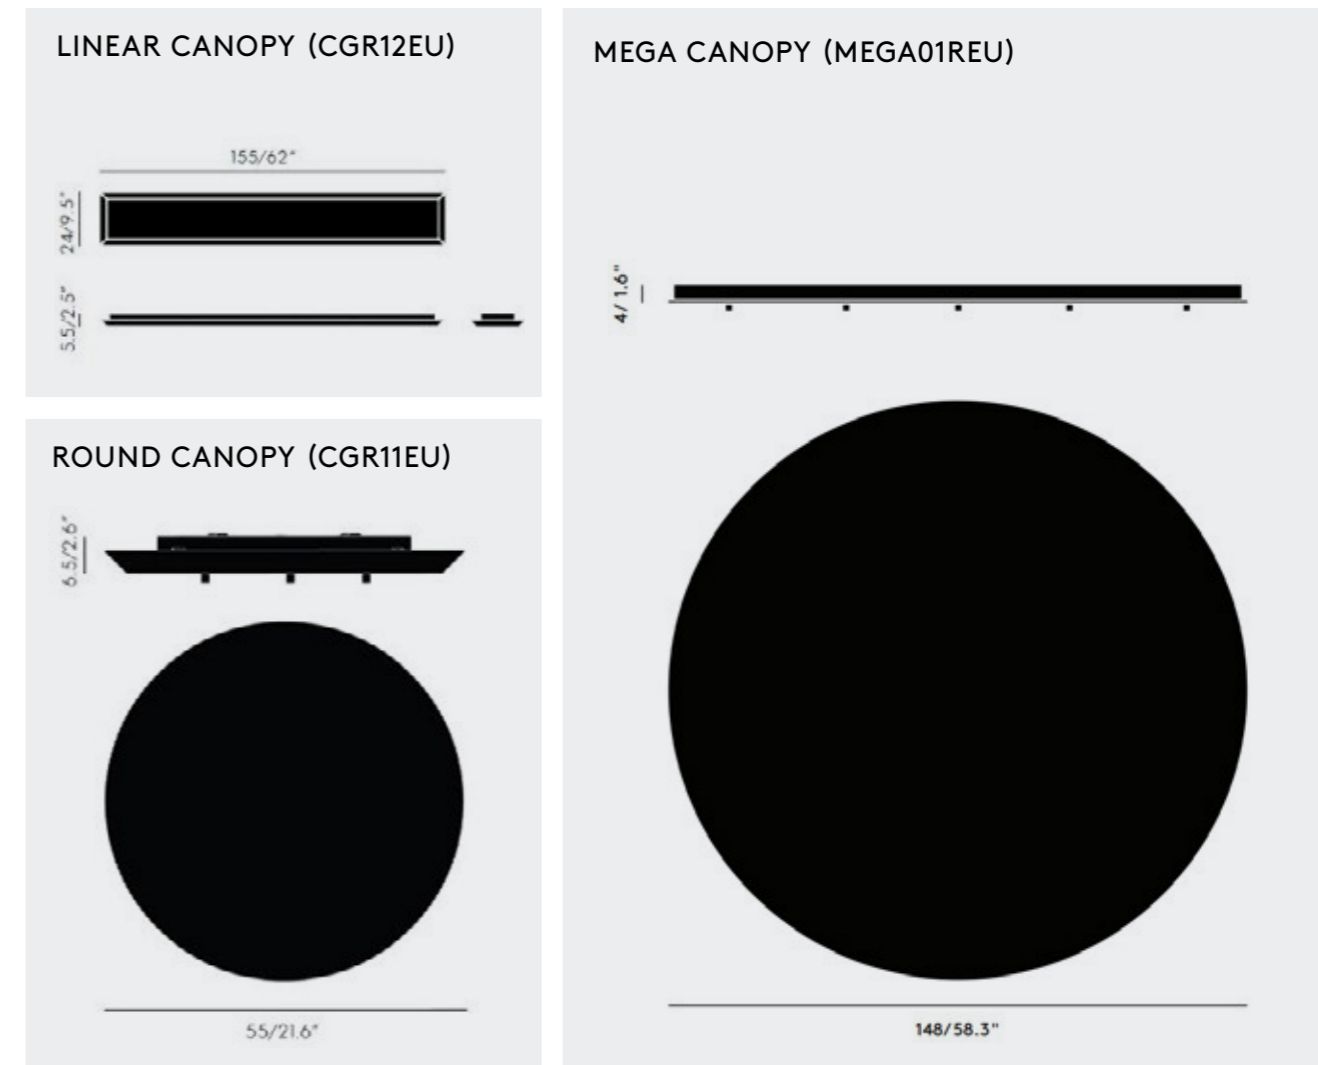 LINEAR CANOPY (CGR12EU)
155/62"
24/9.5"
5.5/2.5"
ROUND CANOPY (CGR11EU)
6.5/2.6"
55/21.6"
MEGA CANOPY (MEGA01REU)
4/ 1.6"
148/58.3"